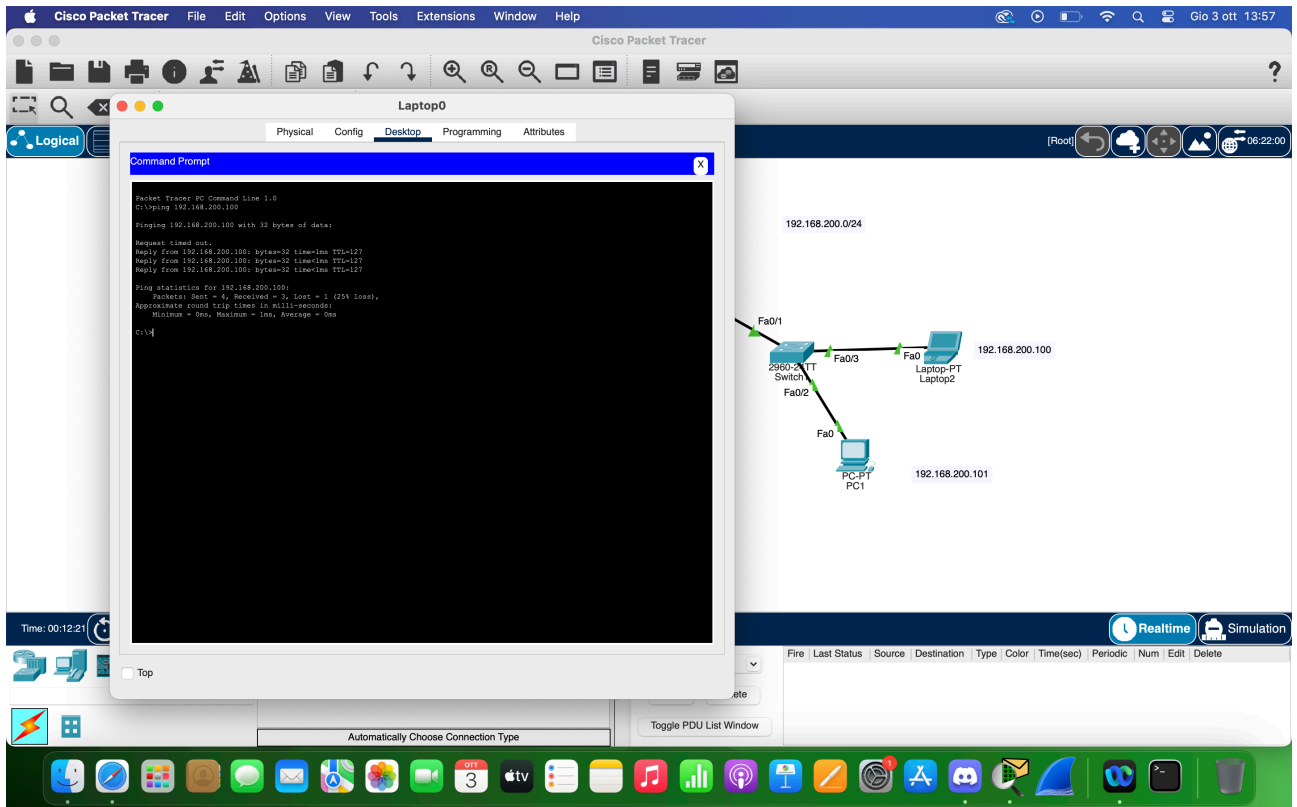 Cisco Packet Tracer File Edit Options View Tools Extensions Window Help Gio 3 ott 13:57
Cisco Packet Tracer
?
Laptop0
Physical Config Desktop Programming Attributes
Logical
[Root] 06:22:00
Command Prompt X
Packet Tracer PC Command Line 1.0
C:\>ping 192.168.200.100
Pinging 192.168.200.100 with 32 bytes of data:
Request timed out.
Reply from 192.168.200.100: bytes=32 time=1ms TTL=127
Reply from 192.168.200.100: bytes=32 time<1ms TTL=127
Reply from 192.168.200.100: bytes=32 time<1ms TTL=127
Ping statistics for 192.168.200.100:
Packets: Sent = 4, Received = 3, Lost = 1 (25% loss),
Approximate round trip times in milli-seconds:
Minimum = 0ms, Maximum = 1ms, Average = 0ms
C:\>
192.168.200.0/24
Fa0/1
Fa0/3
Fa0
192.168.200.100
2960-24TT
Switch1
Laptop-PT
Laptop2
Fa0/2
Fa0
PC-PT
PC1
192.168.200.101
Time: 00:12:21
Realtime Simulation
Top
Fire Last Status Source Destination Type Color Time(sec) Periodic Num Edit Delete
ete
Toggle PDU List Window
Automatically Choose Connection Type
OTT
3
tv
1